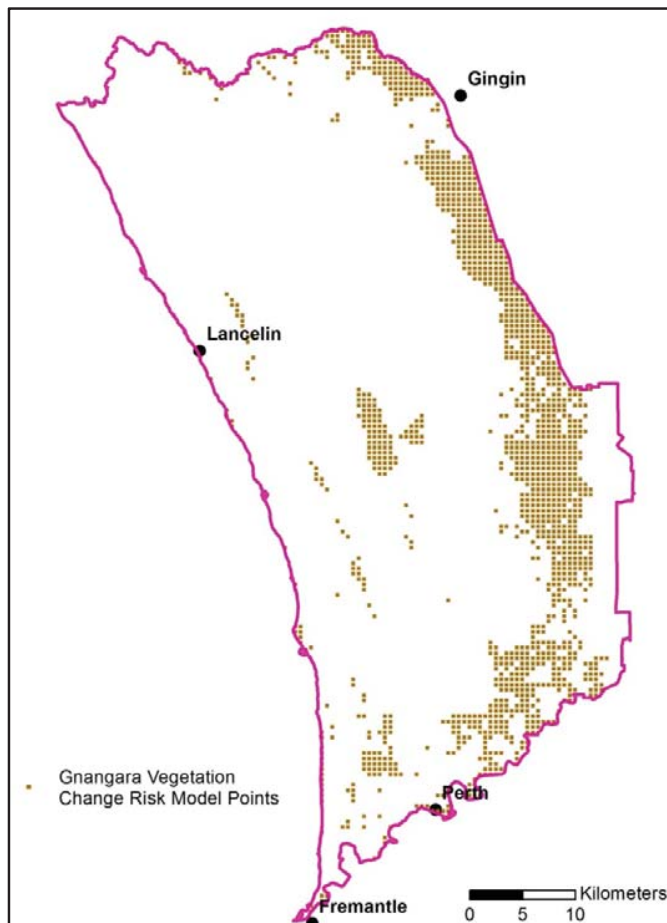 Gingin
Lancelin
Gnangara Vegetation
Change Risk Model Points
Perth
Kilometers
0 5 10
Fremantle